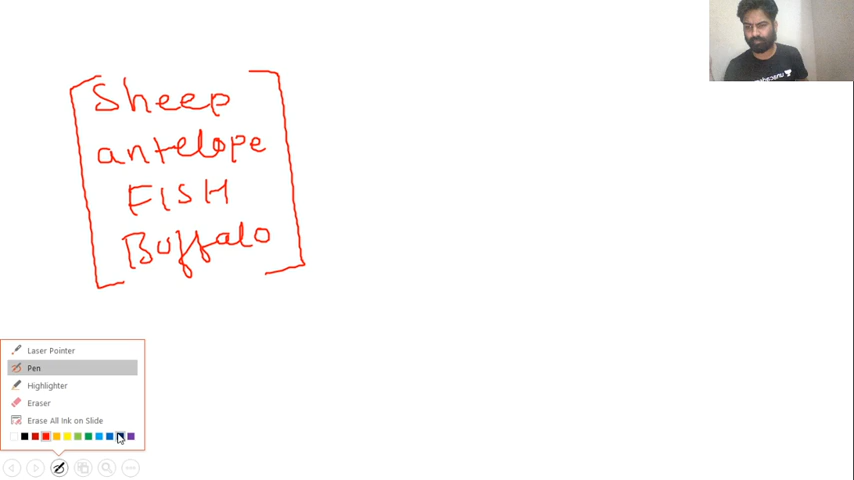 Sheep
antelope
FISH
Buffalo
Laser Pointer
Pen
Highlighter
Eraser
Erase All Ink on Slide